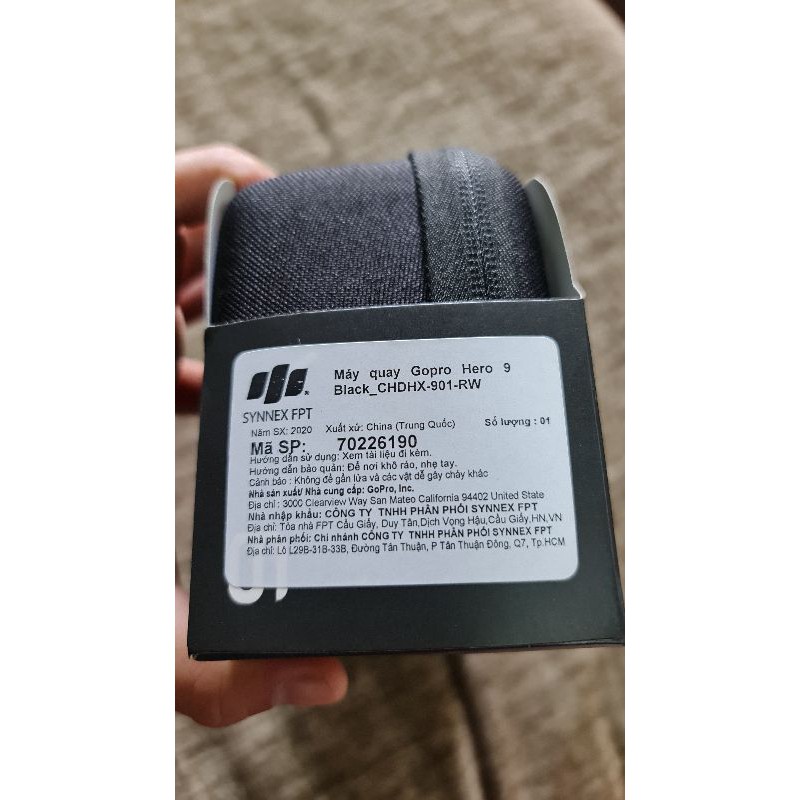 Máy quay Gopro Hero 9
Black_CHDHX-901-RW
SYNNEX FPT
Năm SX: 2020 Xuất xứ: China (Trung Quốc) Số lượng : 01
Mã SP: 70226190
Hướng dẫn sử dụng: Xem tài liệu đi kèm.
Hướng dẫn bảo quản: Để nơi khô ráo, nhẹ tay.
Cảnh báo : Không để gần lửa và các vật dễ gây cháy khác
Nhà sản xuất/ Nhà cung cấp: GoPro, Inc.
Địa chỉ : 3000 Clearview Way San Mateo California 94402 United State
Nhà nhập khẩu: CÔNG TY TNHH PHÂN PHỐI SYNNEX FPT
Địa chỉ: Tòa nhà FPT Cầu Giấy, Duy Tân,Dịch Vọng Hậu,Cầu Giấy,HN,VN
Nhà phân phối: Chi nhánh CÔNG TY TNHH PHÂN PHỐI SYNNEX FPT
Địa chỉ: Lô L29B-31B-33B, Đường Tân Thuận, P Tân Thuận Đông, Q7, Tp.HCM